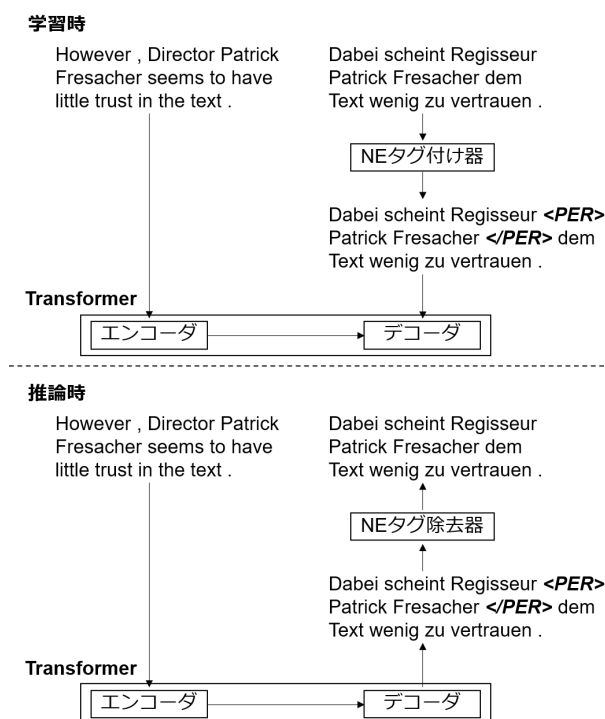 学習時
However , Director Patrick
Fresacher seems to have
little trust in the text .
Dabei scheint Regisseur
Patrick Fresacher dem
Text wenig zu vertrauen .
NEタグ付け器
Dabei scheint Regisseur <PER>
Patrick Fresacher </PER> dem
Text wenig zu vertrauen .
Transformer
エンコーダ
デコーダ
推論時
However , Director Patrick
Fresacher seems to have
little trust in the text .
Dabei scheint Regisseur
Patrick Fresacher dem
Text wenig zu vertrauen .
NEタグ除去器
Dabei scheint Regisseur <PER>
Patrick Fresacher </PER> dem
Text wenig zu vertrauen .
Transformer
エンコーダ
デコーダ